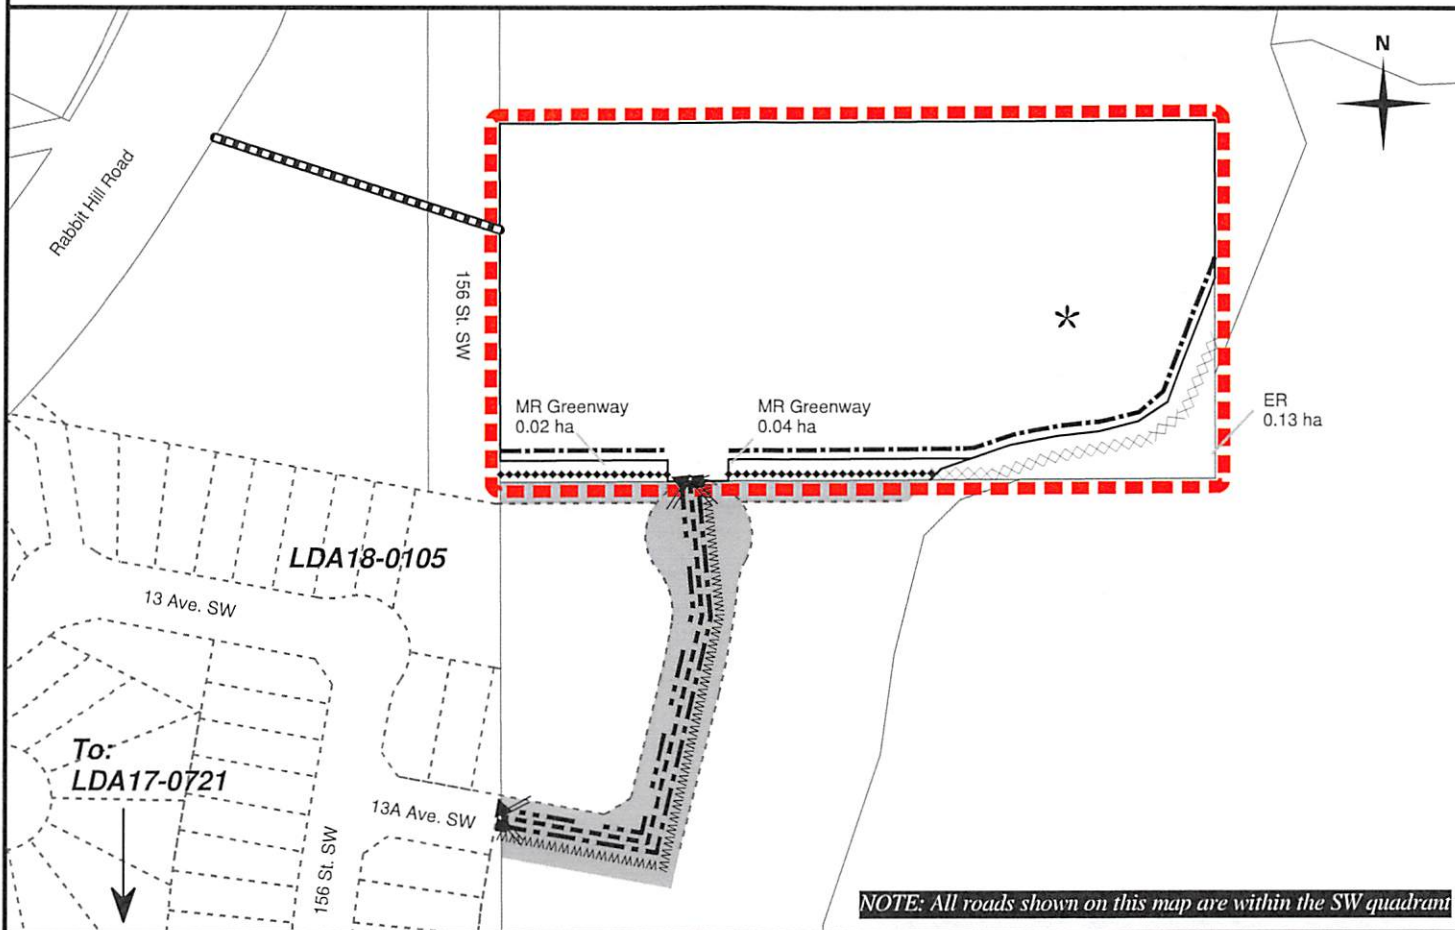 N
Rabbit Hill Road
156 St. SW
MR Greenway
0.02 ha
MR Greenway
0.04 ha
ER
0.13 ha
LDA18-0105
13 Ave. SW
To:
LDA17-0721
13A Ave. SW
156 St. SW
NOTE: All roads shown on this map are within the SW quadrant